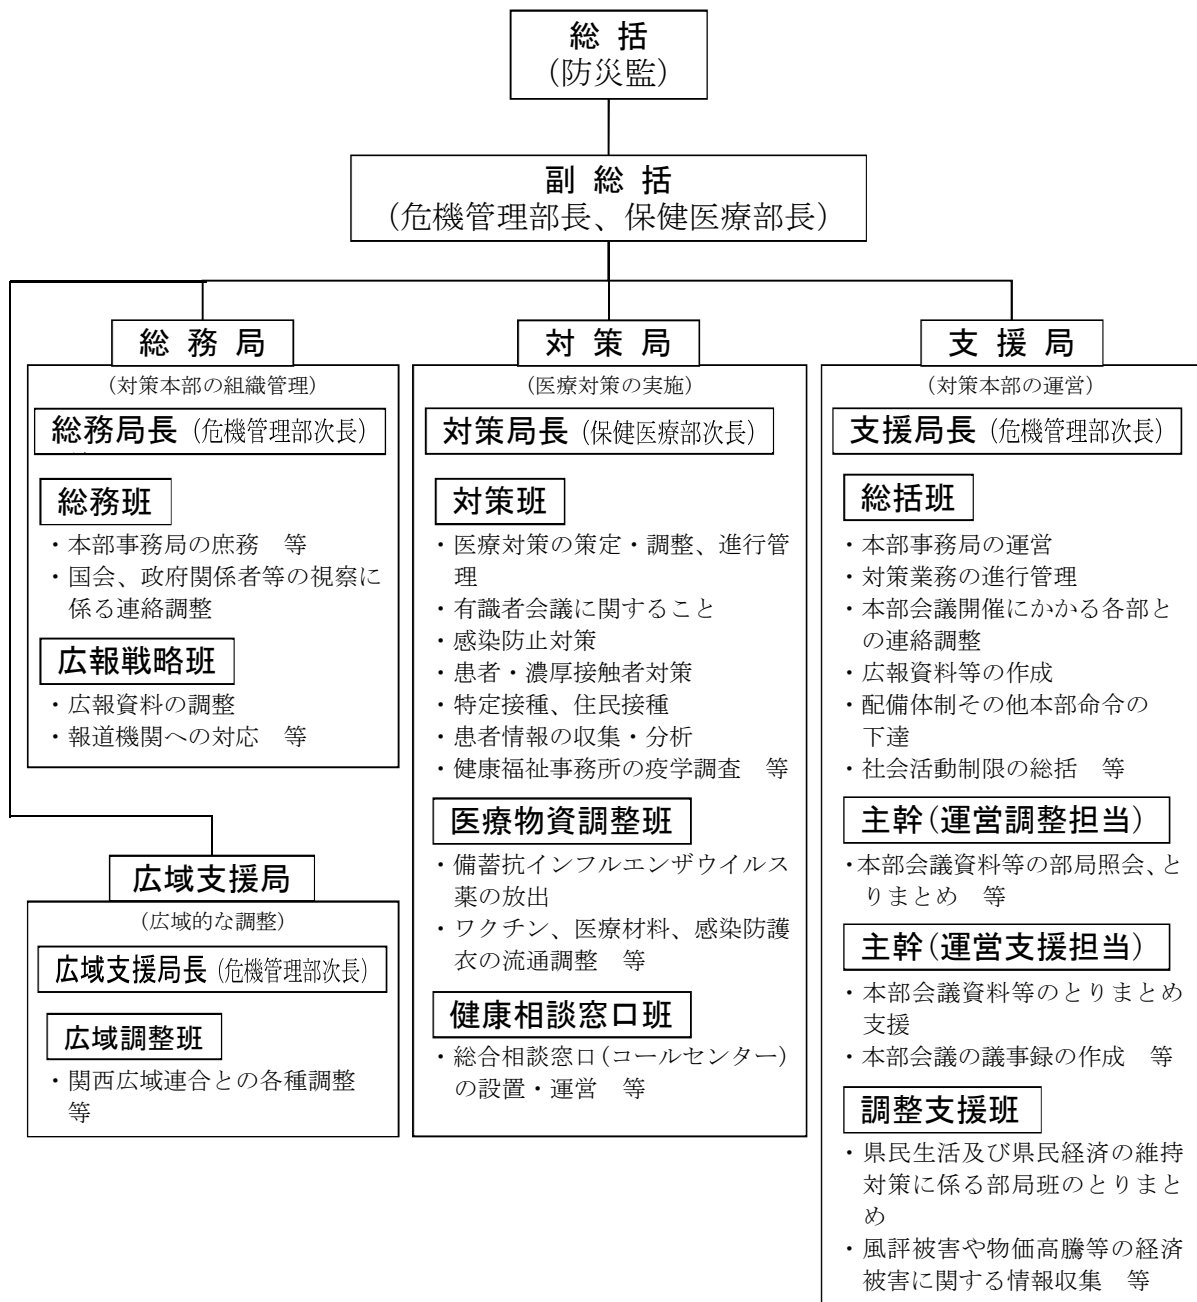 総 括
（防災監）
副 総 括
（危機管理部長、保健医療部長）
総 務 局
（対策本部の組織管理）
総務局長（危機管理部次長）
総務班
・本部事務局の庶務　等
・国会、政府関係者等の視察に
係る連絡調整
広報戦略班
・広報資料の調整
・報道機関への対応　等
広域支援局
（広域的な調整）
広域支援局長（危機管理部次長）
広域調整班
・関西広域連合との各種調整
等
対 策 局
（医療対策の実施）
対策局長（保健医療部次長）
対策班
・医療対策の策定・調整、進行管
理
・有識者会議に関すること
・感染防止対策
・患者・濃厚接触者対策
・特定接種、住民接種
・患者情報の収集・分析
・健康福祉事務所の疫学調査　等
医療物資調整班
・備蓄抗インフルエンザウイルス
薬の放出
・ワクチン、医療材料、感染防護
衣の流通調整　等
健康相談窓口班
・総合相談窓口（コールセンター）
の設置・運営　等
支 援 局
（対策本部の運営）
支援局長（危機管理部次長）
総括班
・本部事務局の運営
・対策業務の進行管理
・本部会議開催にかかる各部と
の連絡調整
・広報資料等の作成
・配備体制その他本部命令の
下達
・社会活動制限の総括　等
主幹（運営調整担当）
・本部会議資料等の部局照会、と
りまとめ　等
主幹（運営支援担当）
・本部会議資料等のとりまとめ
支援
・本部会議の議事録の作成　等
調整支援班
・県民生活及び県民経済の維持
対策に係る部局班のとりまと
め
・風評被害や物価高騰等の経済
被害に関する情報収集　等